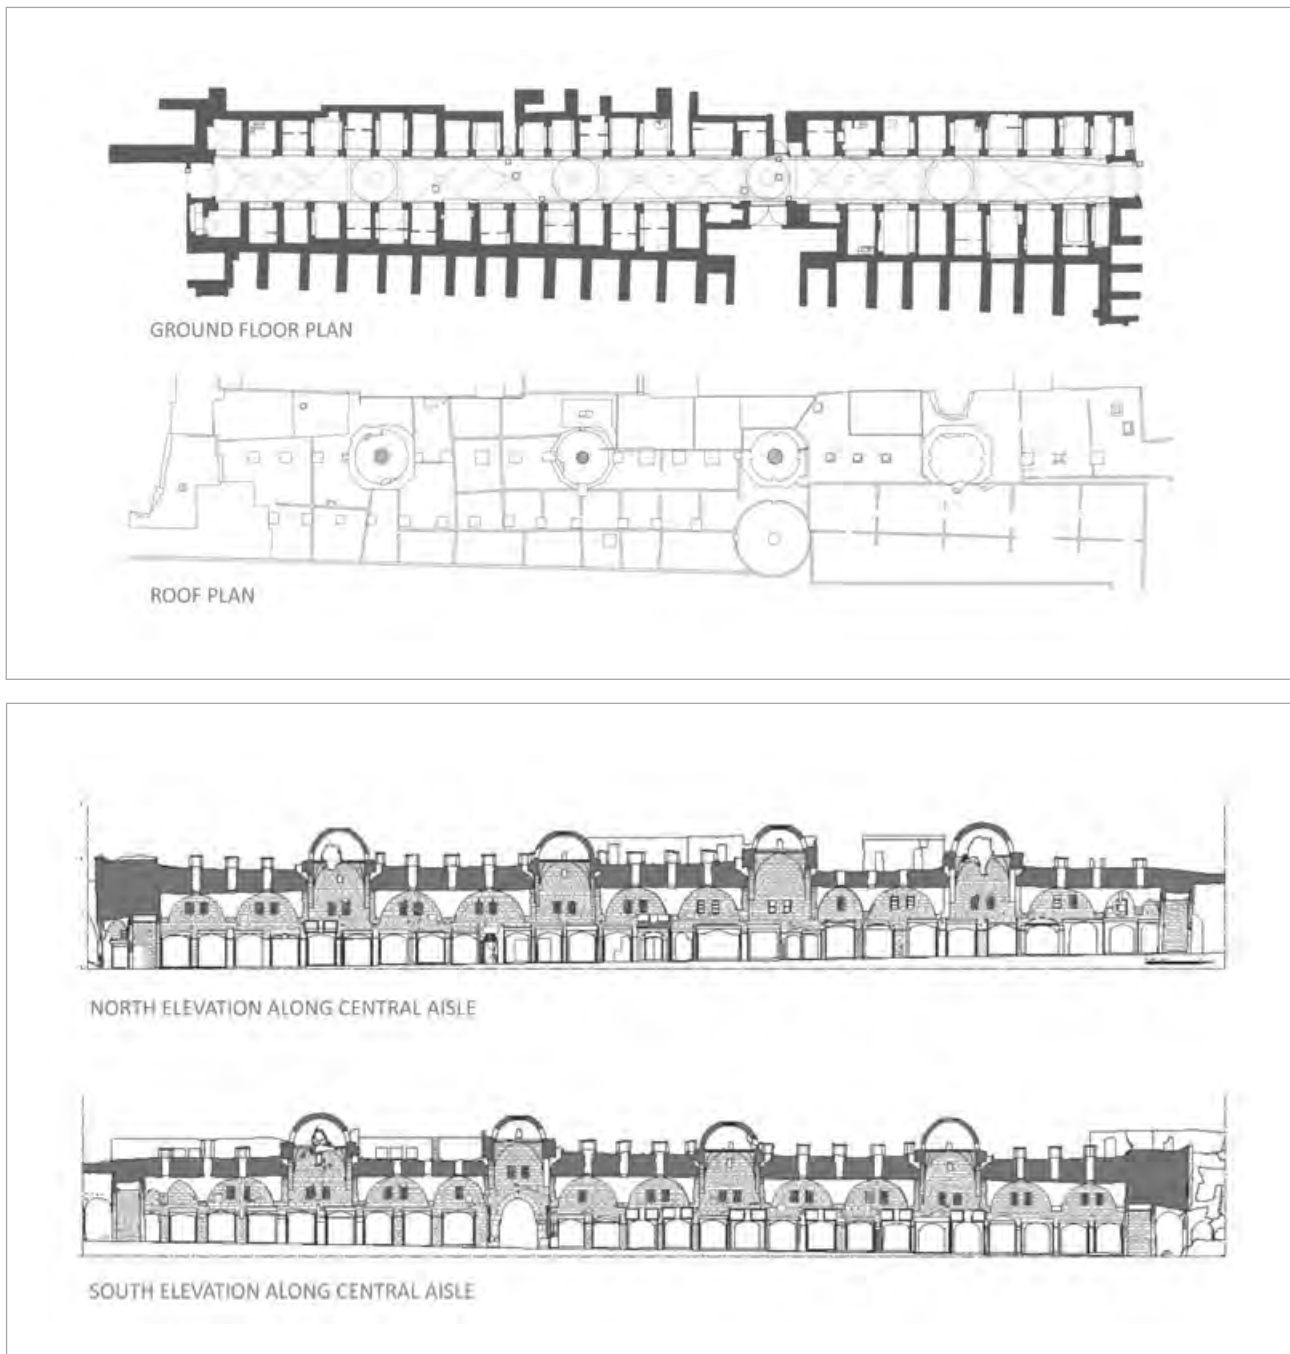 GROUND FLOOR PLAN
ROOF PLAN
NORTH ELEVATION ALONG CENTRAL AISLE
SOUTH ELEVATION ALONG CENTRAL AISLE